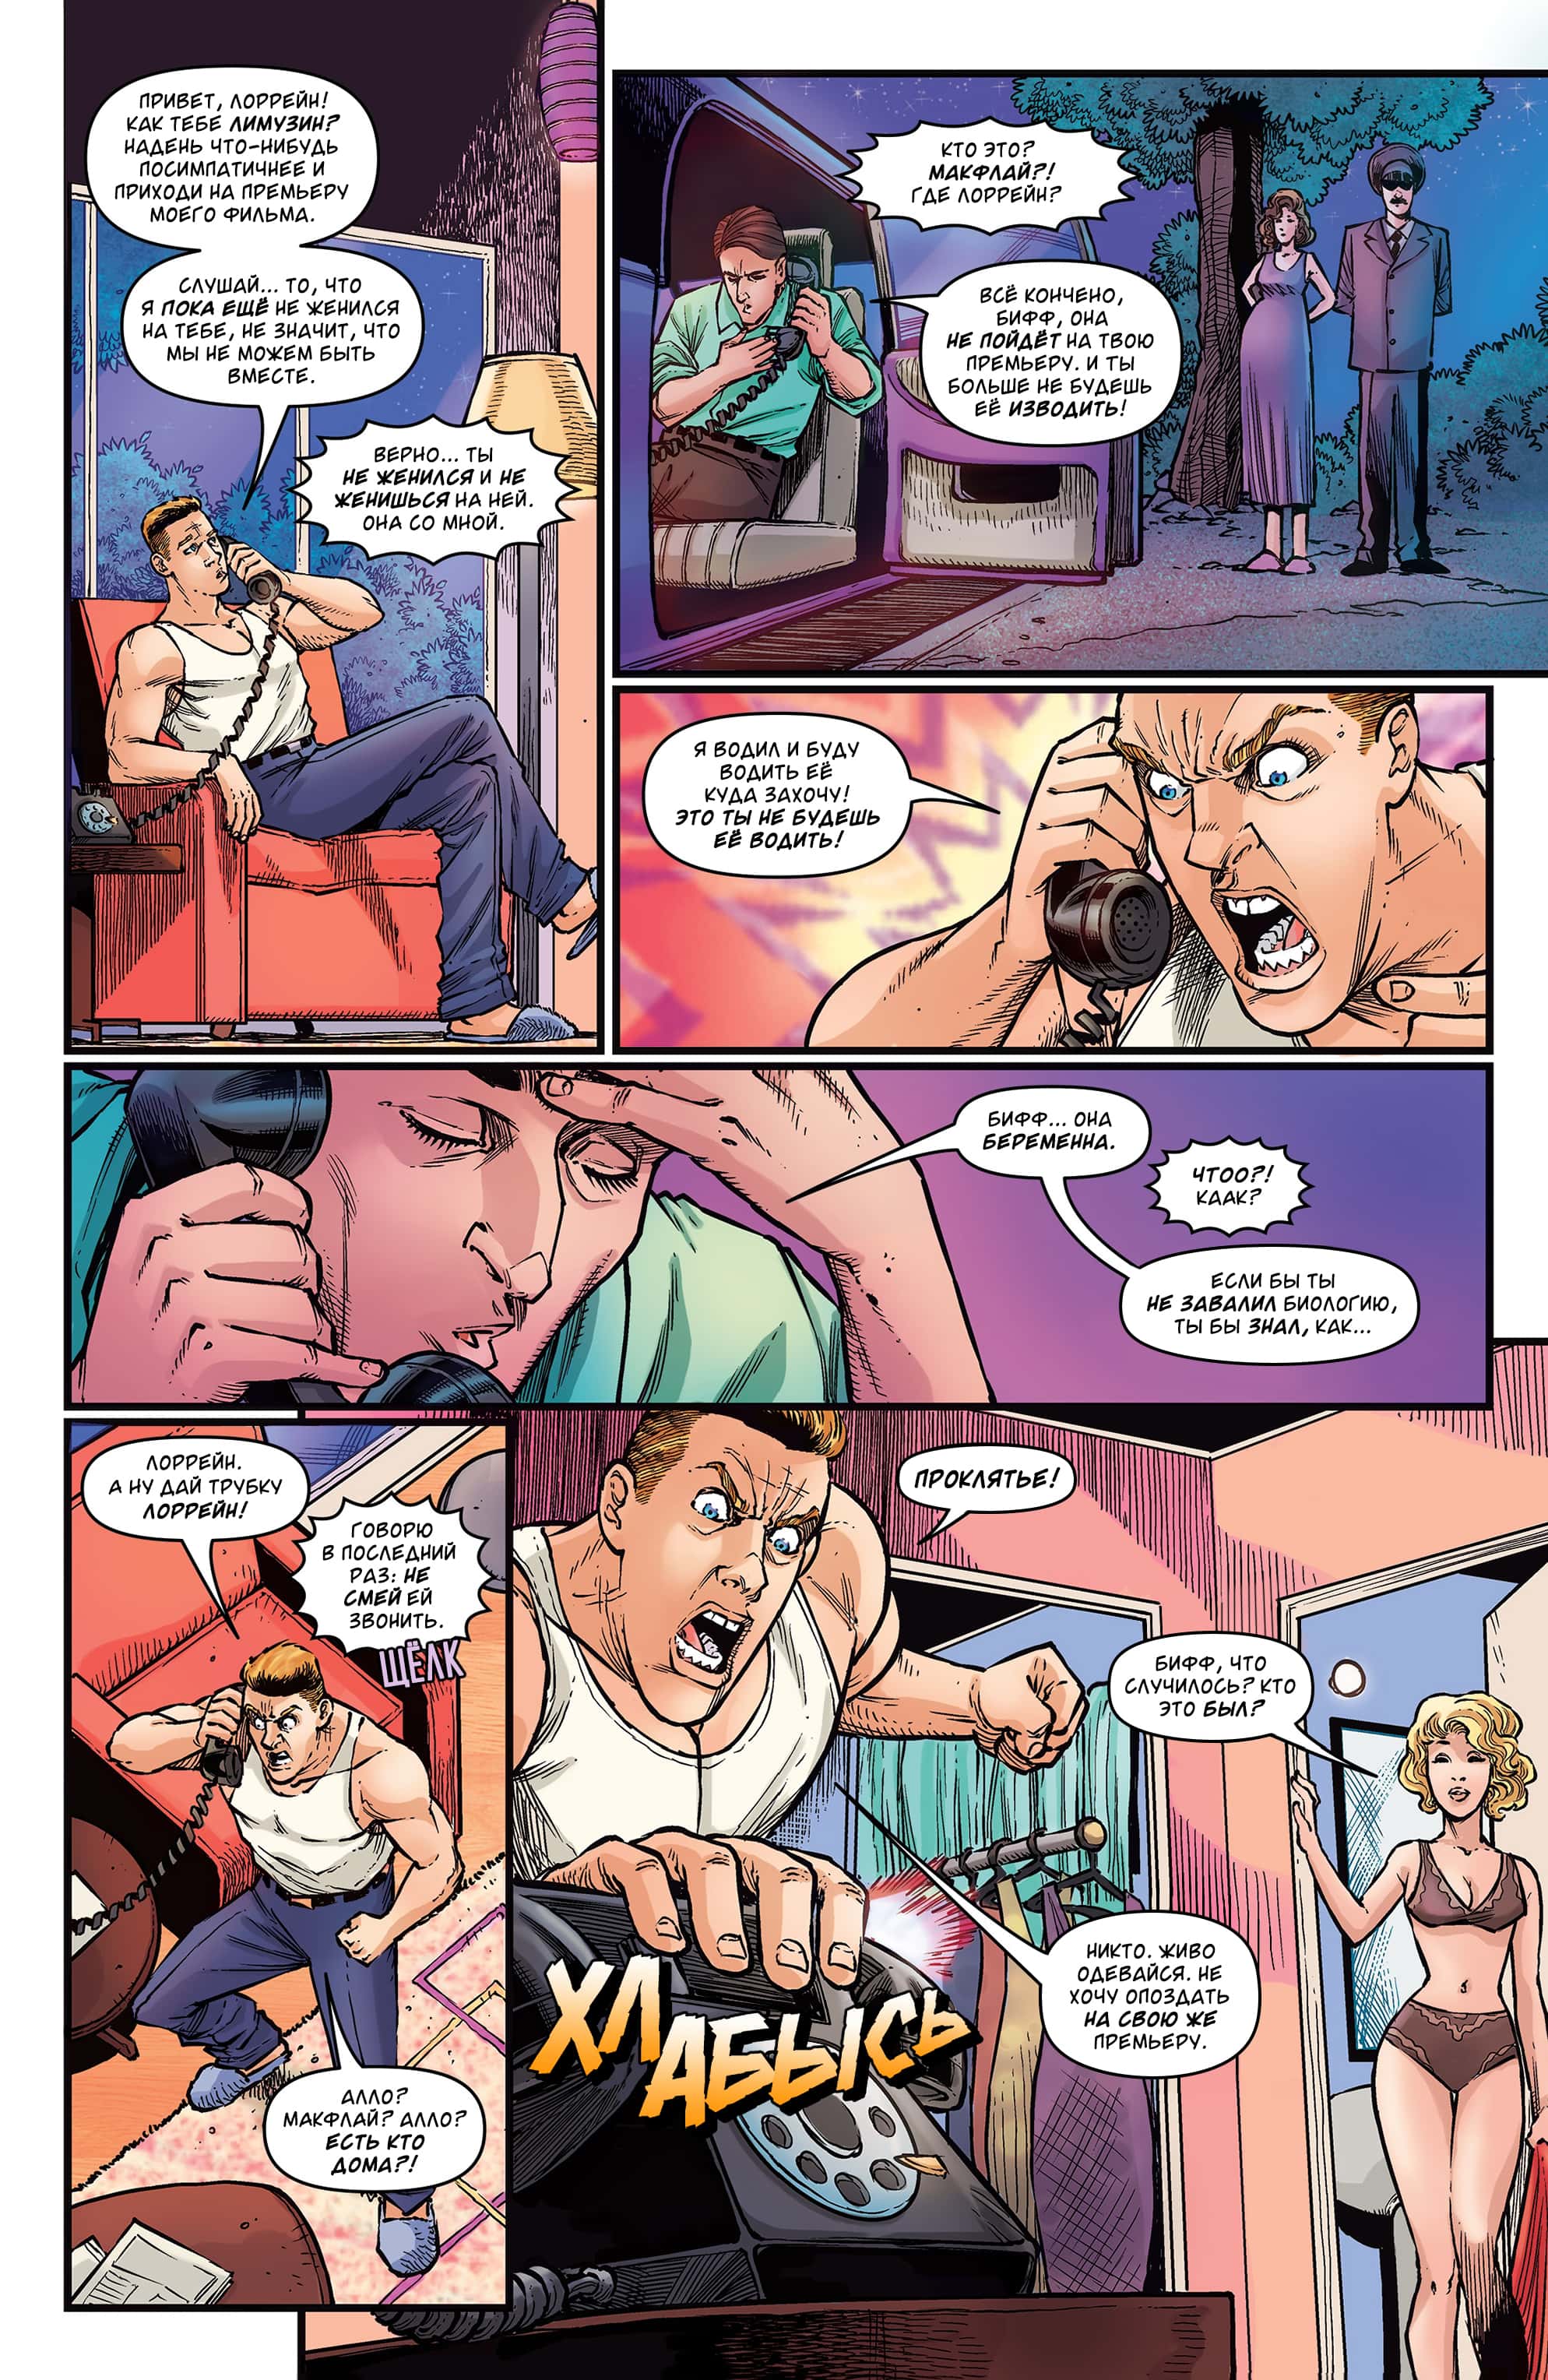 ПРИВЕТ, ЛОРРЕЙН!
КАК ТЕБЕ ЛИМУЗИН?
НАДЕНЬ ЧТО-НИБУДЬ
ПОСИМПАТИЧНЕЕ И
ПРИХОДИ НА ПРЕМЬЕРУ
МОЕГО ФИЛЬМА.
СЛУШАЙ... ТО, ЧТО
Я ПОКА ЕЩЁ НЕ ЖЕНИЛСЯ
НА ТЕБЕ, НЕ ЗНАЧИТ, ЧТО
МЫ НЕ МОЖЕМ БЫТЬ
ВМЕСТЕ.
ВЕРНО... ТЫ
НЕ ЖЕНИЛСЯ И НЕ
ЖЕНИШЬСЯ НА НЕЙ.
ОНА СО МНОЙ.
КТО ЭТО?
МАКФЛАЙ?!
ГДЕ ЛОРРЕЙН?
ВСЁ КОНЧЕНО,
БИФФ, ОНА
НЕ ПОЙДЁТ НА ТВОЮ
ПРЕМЬЕРУ. И ТЫ
БОЛЬШЕ НЕ БУДЕШЬ
ЕЁ ИЗВОДИТЬ!
Я ВОДИЛ И БУДУ
ВОДИТЬ ЕЁ
КУДА ЗАХОЧУ!
ЭТО ТЫ НЕ БУДЕШЬ
ЕЁ ВОДИТЬ!
БИФФ... ОНА
БЕРЕМЕННА.
ЧТОО?!
КААК?
ЕСЛИ БЫ ТЫ
НЕ ЗАВАЛИЛ БИОЛОГИЮ,
ТЫ БЫ ЗНАЛ, КАК...
ЛОРРЕЙН.
А НУ ДАЙ ТРУБКУ
ЛОРРЕЙН!
ГОВОРЮ
В ПОСЛЕДНИЙ
РАЗ: НЕ
СМЕЙ ЕЙ
ЗВОНИТЬ.
ЩЁЛК
АЛЛО?
МАКФЛАЙ? АЛЛО?
ЕСТЬ КТО
ДОМА?!
ПРОКЛЯТЬЕ!
БИФФ, ЧТО
СЛУЧИЛОСЬ? КТО
ЭТО БЫЛ?
ХЛАБЫСЬ
НИКТО. ЖИВО
ОДЕВАЙСЯ. НЕ
ХОЧУ ОПОЗДАТЬ
НА СВОЮ ЖЕ
ПРЕМЬЕРУ.